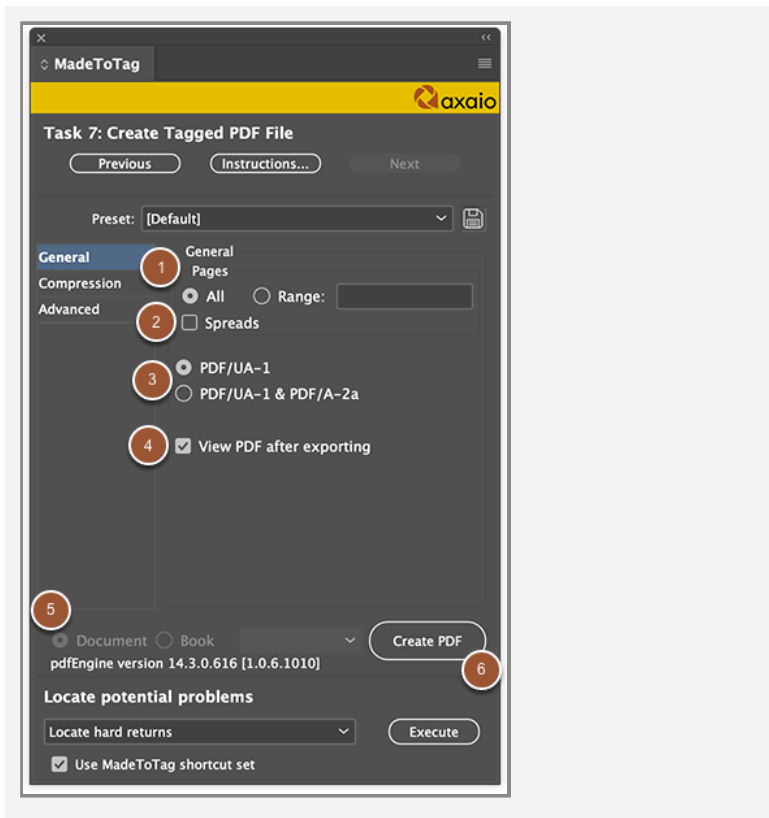 MadeToTag
axaio
Task 7: Create Tagged PDF File
Previous Instructions... Next
Preset: [Default]
General
Compression
Advanced
1
General
Pages
All Range:
2 Spreads
3 PDF/UA-1
PDF/UA-1 & PDF/A-2a
4 View PDF after exporting
5
Document Book Create PDF
6
pdfEngine version 14.3.0.616 [1.0.6.1010]
Locate potential problems
Locate hard returns Execute
Use MadeToTag shortcut set